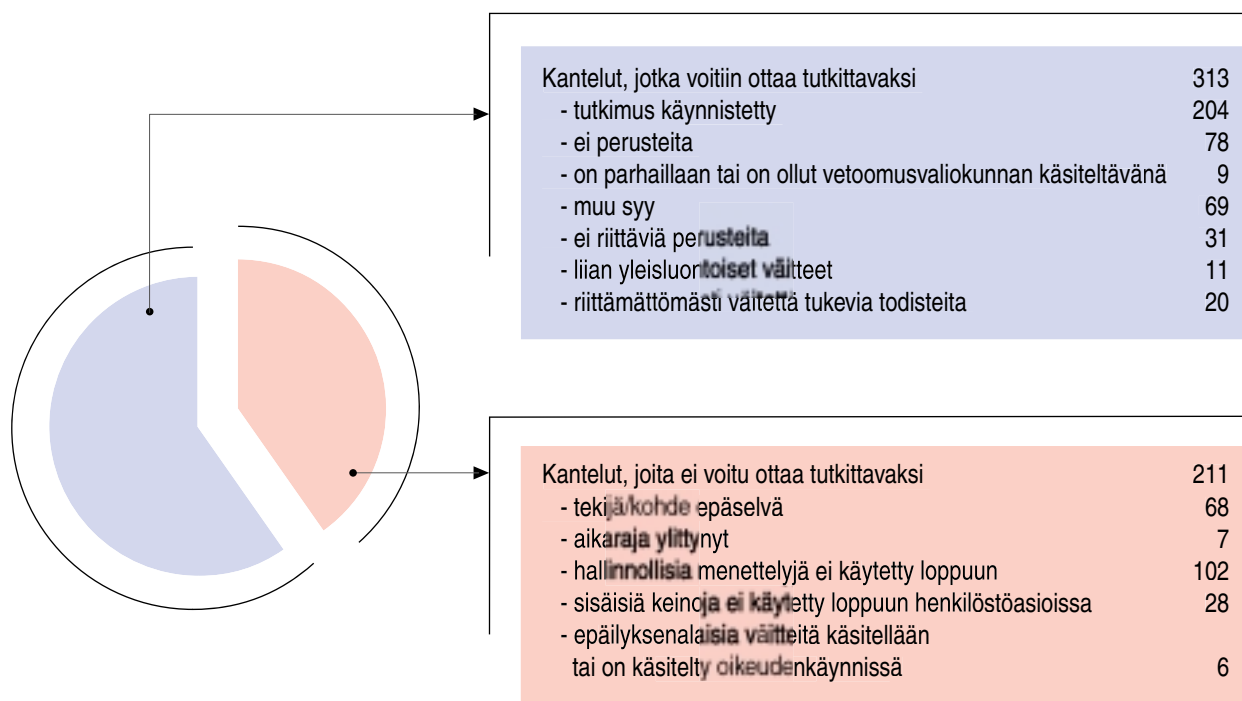 Kantelut, jotka voitiin ottaa tutkittavaksi 313
- tutkimus käynnistetty 204
- ei perusteita 78
- on parhaillaan tai on ollut vetoomusvaliokunnan käsiteltävänä 9
- muu syy 69
- ei riittäviä perusteita 31
- liian yleisluontoiset väitteet 11
- riittämättömästi väitettä tukevia todisteita 20
Kantelut, joita ei voitu ottaa tutkittavaksi 211
- tekijä/kohde epäselvä 68
- aikaraja ylittynyt 7
- hallinnollisia menettelyjä ei käytetty loppuun 102
- sisäisiä keinoja ei käytetty loppuun henkilöstöasioissa 28
- epäilyksenalaisia väitteitä käsitellään
tai on käsitelty oikeudenkäynnissä 6